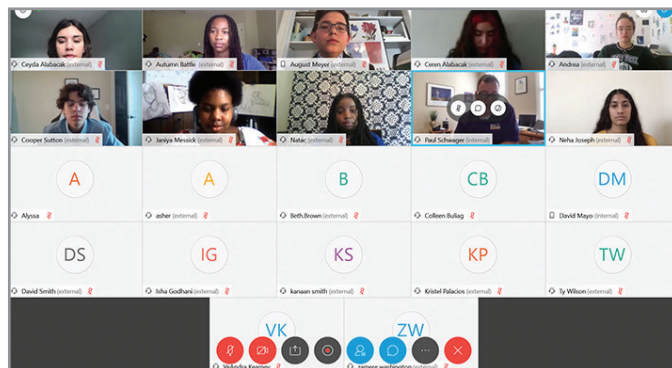 Ceyda Alabacak (external)
Autumn Battle (external)
August Meyer (external)
Ceren Alabacak (external)
Andrea (external)
Cooper Sutton (external)
Janiya Messick (external)
Natac (external)
Paul Schwager (internal)
Neha Joseph (external)
A
A
B
CB
DM
Alyssa
asher (external)
Beth.Brown (external)
Colleen Buliag
David Mayo (internal)
DS
IG
KS
KP
TW
David Smith (external)
Isha Godhani (external)
kanaan smith (external)
Kristel Palacios (external)
Ty Wilson (external)
VK
ZW
(external)
(external)